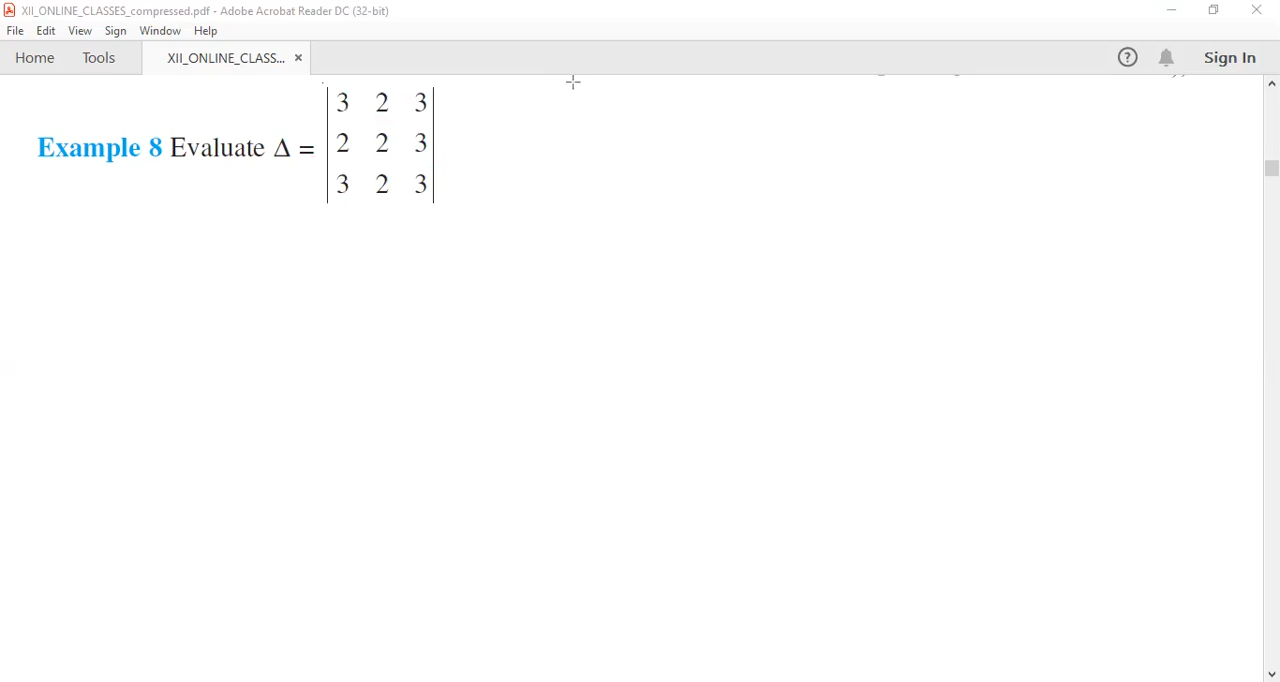 XII_ONLINE_CLASSES_compressed.pdf - Adobe Acrobat Reader DC (32-bit)
File Edit View Sign Window Help
Home Tools XII_ONLINE_CLASS... × ? Sign In
3 2 3
Example 8 Evaluate Δ = 2 2 3
3 2 3